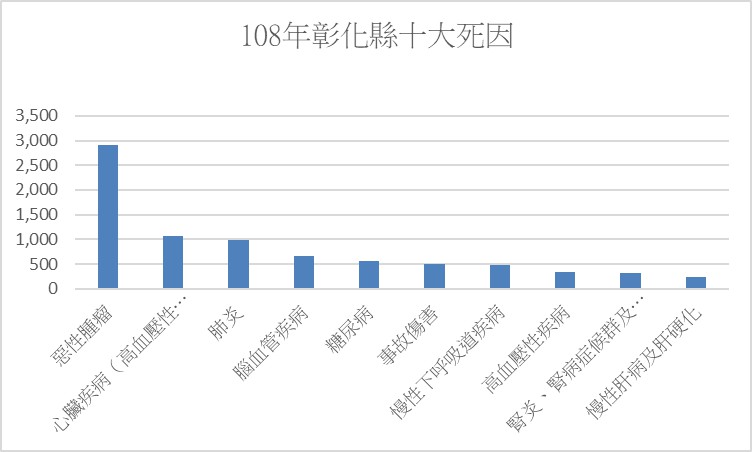 108年彰化縣十大死因
3,500
3,000
2,500
2,000
1,500
1,000
500
0
惡性腫瘤
心臟疾病（高血壓性…
肺炎
腦血管疾病
糖尿病
事故傷害
慢性下呼吸道疾病
高血壓性疾病
腎炎、腎病症候群及…
慢性肝病及肝硬化